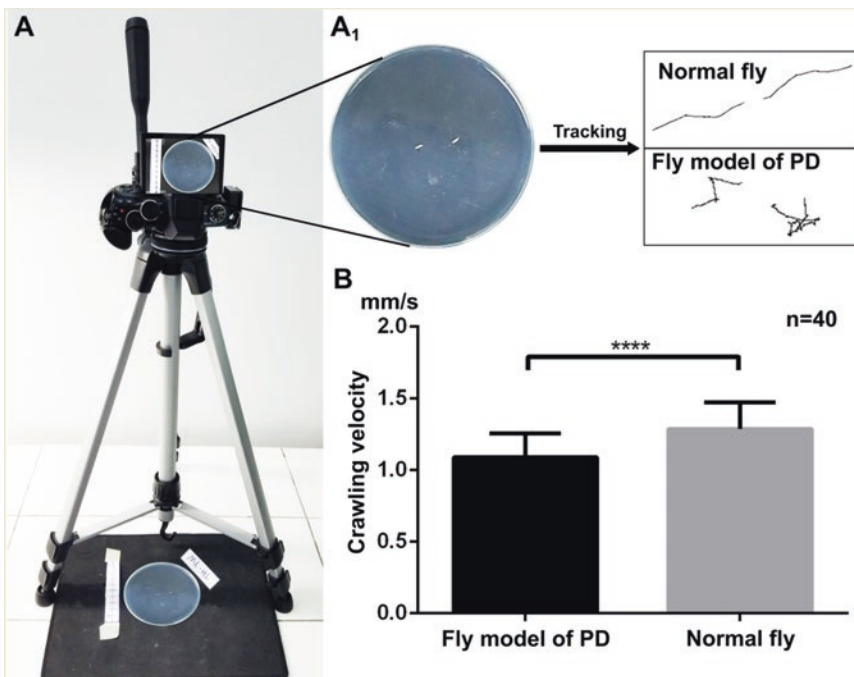 A
A1
Tracking
Normal fly
Fly model of PD
B
mm/s
n=40
****
2.0
1.5
1.0
0.5
0.0
Crawling velocity
Fly model of PD
Normal fly